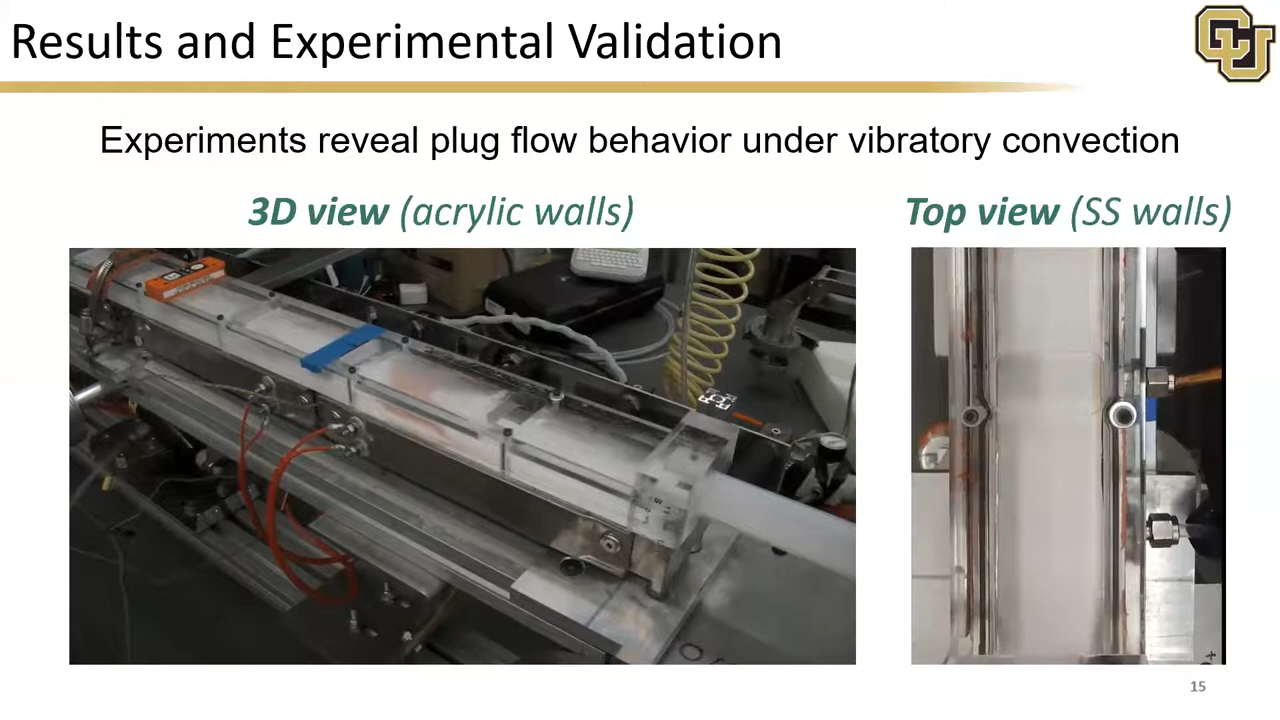 Results and Experimental Validation
CU
Experiments reveal plug flow behavior under vibratory convection
3D view (acrylic walls)
Top view (SS walls)
15